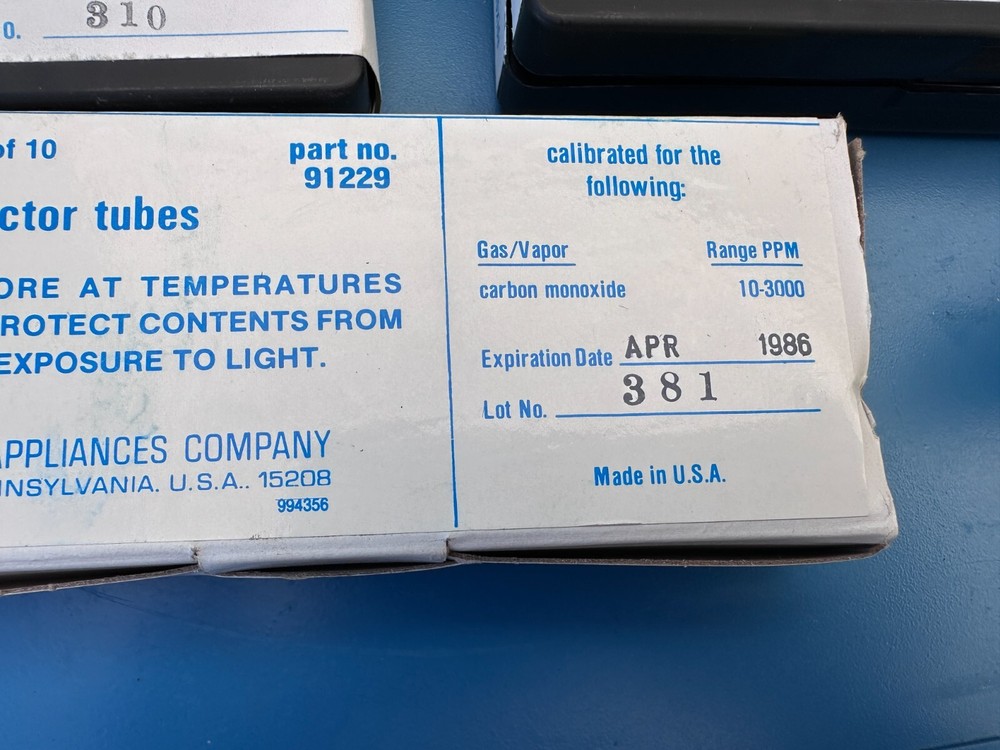 O. 310
of 10
part no.
91229
ctor tubes
ORE AT TEMPERATURES
ROTECT CONTENTS FROM
EXPOSURE TO LIGHT.
APPLIANCES COMPANY
NNSYLVANIA. U.S.A.. 15208
994356
calibrated for the
following:
Gas/Vapor Range PPM
carbon monoxide 10-3000
Expiration Date APR 1986
Lot No. 381
Made in U.S.A.